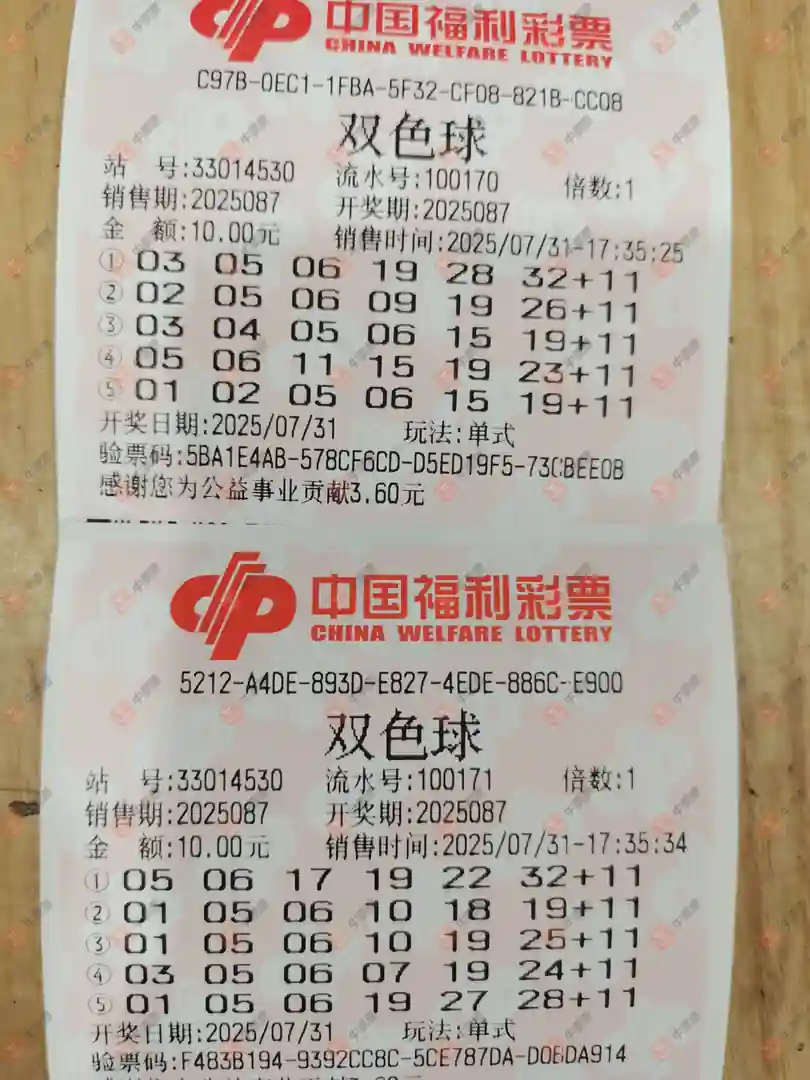 中国福利彩票
CHINA WELFARE LOTTERY
C97B-0EC1-1FBA-5F32-CF08-821B-CC08
双色球
站 号:33014530 流水号:100170 倍数:1
销售期:2025087 开奖期:2025087
金 额:10.00元 销售时间:2025/07/31-17:35:25
① 03 05 06 19 28 32+11
② 02 05 06 09 19 26+11
③ 03 04 05 06 15 19+11
④ 05 06 11 15 19 23+11
⑤ 01 02 05 06 15 19+11
开奖日期:2025/07/31 玩法:单式
验票码:5BA1E4AB-578CF6CD-D5ED19F5-73CBEE0B
感谢您为公益事业贡献3.60元
中国福利彩票
CHINA WELFARE LOTTERY
5212-A4DE-893D-E827-4EDE-886C-E900
双色球
站 号:33014530 流水号:100171 倍数:1
销售期:2025087 开奖期:2025087
金 额:10.00元 销售时间:2025/07/31-17:35:34
① 05 06 17 19 22 32+11
② 01 05 06 10 18 19+11
③ 01 05 06 10 19 25+11
④ 03 05 06 07 19 24+11
⑤ 01 05 06 19 27 28+11
开奖日期:2025/07/31 玩法:单式
验票码:F483B194-9392CC8C-5CE787DA-D0BDA914